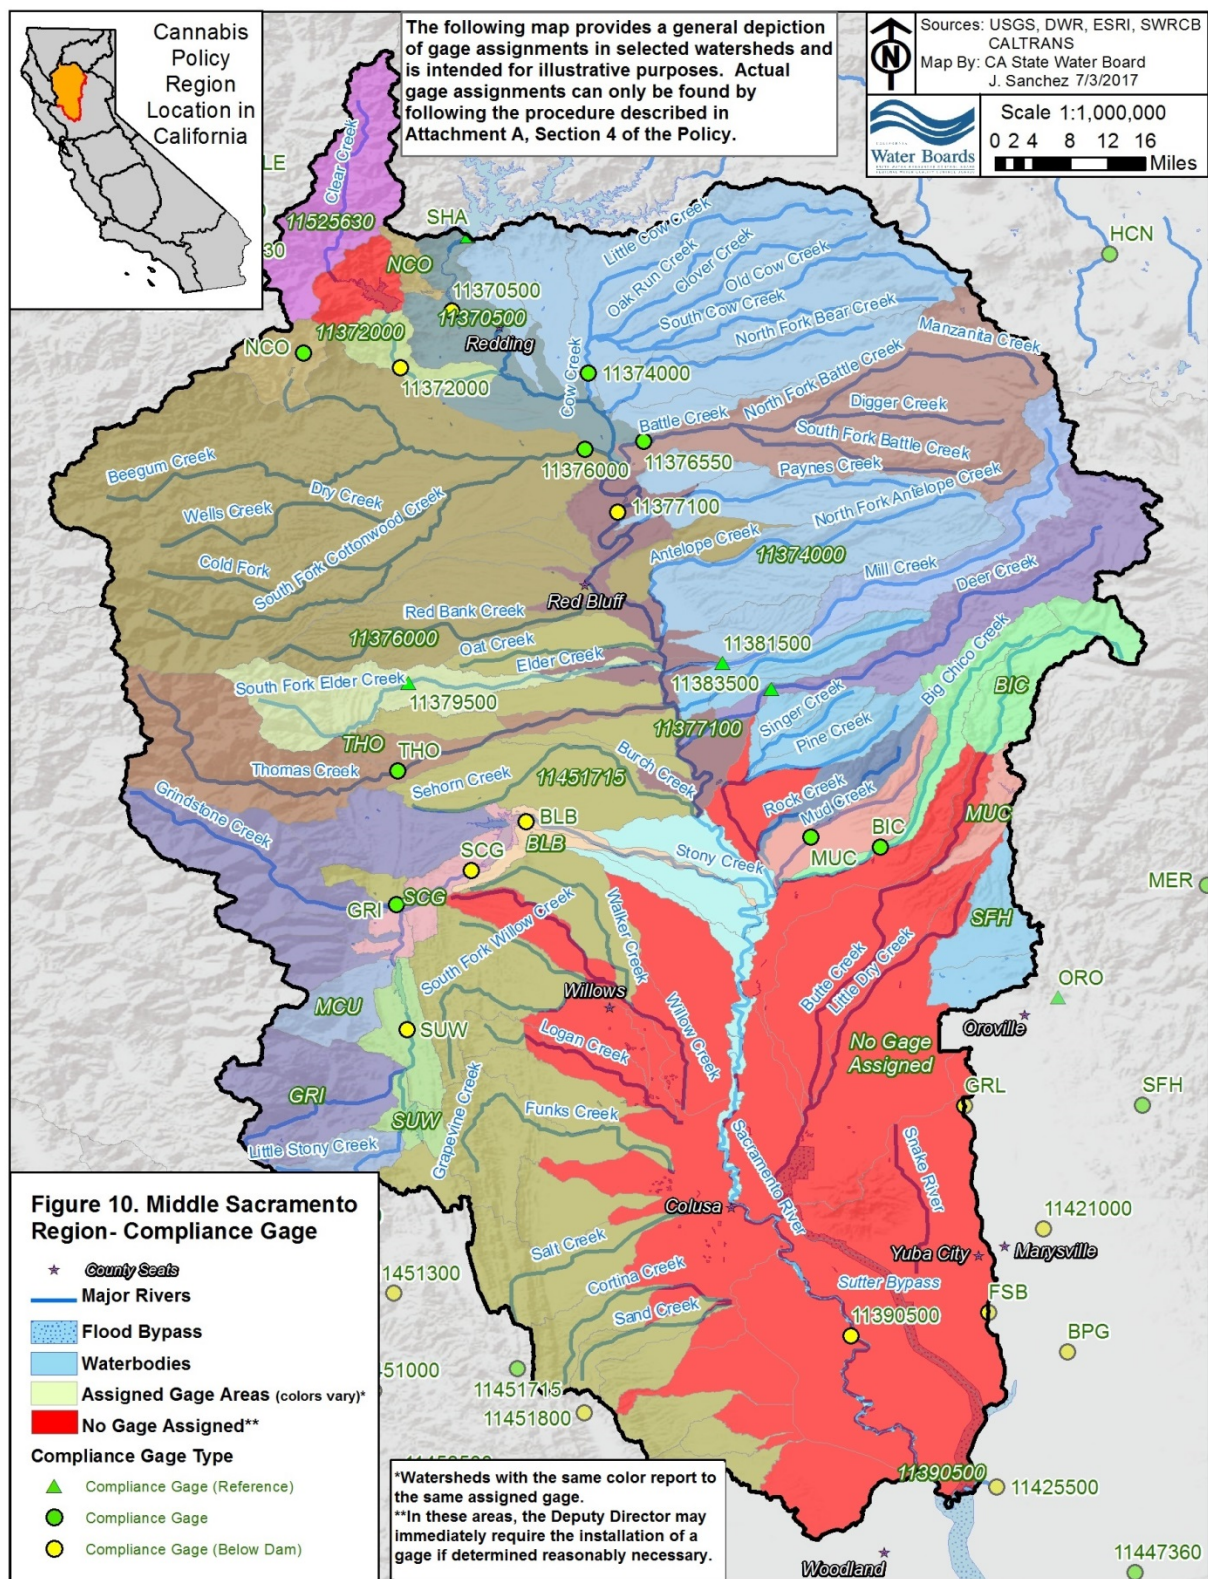 Cannabis
Policy
Region
Location in
California
The following map provides a general depiction
of gage assignments in selected watersheds and
is intended for illustrative purposes. Actual
gage assignments can only be found by
following the procedure described in
Attachment A, Section 4 of the Policy.
N
Sources: USGS, DWR, ESRI, SWRCB
CALTRANS
Map By: CA State Water Board
J. Sanchez 7/3/2017
Water Boards
Scale 1:1,000,000
0 2 4 8 12 16
Miles
LE
30
Clear Creek
11525630
SHA
NCO
11370500
11370500
Redding
11372000
NCO
11372000
Little Cow Creek
Oak Run Creek
Clover Creek
Old Cow Creek
South Cow Creek
North Fork Bear Creek
Cow Creek
11374000
HCN
Manzanita Creek
North Fork Battle Creek
Battle Creek
Digger Creek
South Fork Battle Creek
11376000
11376550
Paynes Creek
11377100
North Fork Antelope Creek
Antelope Creek
11374000
Beegum Creek
Dry Creek
Wells Creek
Cold Fork
South Fork Cottonwood Creek
Mill Creek
Deer Creek
Red Bluff
Red Bank Creek
11376000
Oat Creek
Elder Creek
South Fork Elder Creek
11379500
11381500
11383500
Big Chico Creek
BIC
11377100
Singer Creek
Pine Creek
THO
THO
Thomas Creek
Sehorn Creek
11451715
Burch Creek
Grindstone Creek
Rock Creek
Mud Creek
BLB
BLB
BIC
MUC
MUC
SCG
Stony Creek
MER
GRI
SCG
South Fork Willow Creek
Walker Creek
SFH
Butte Creek
Little Dry Creek
MCU
Willows
ORO
Oroville
SUW
Logan Creek
Willow Creek
No Gage
Assigned
GRI
GRL
SFH
SUW
Funks Creek
Little Stony Creek
Grapevine Creek
Sacramento River
Snake River
Colusa
11421000
Yuba City
Marysville
Salt Creek
Sutter Bypass
Cortina Creek
1451300
FSB
Sand Creek
11390500
BPG
451000
11451715
11451800
11390500
11425500
Woodland
11447360
Figure 10. Middle Sacramento
Region- Compliance Gage
County Seats
Major Rivers
Flood Bypass
Waterbodies
Assigned Gage Areas (colors vary)*
No Gage Assigned**
Compliance Gage Type
Compliance Gage (Reference)
Compliance Gage
Compliance Gage (Below Dam)
*Watersheds with the same color report to
the same assigned gage.
**In these areas, the Deputy Director may
immediately require the installation of a
gage if determined reasonably necessary.